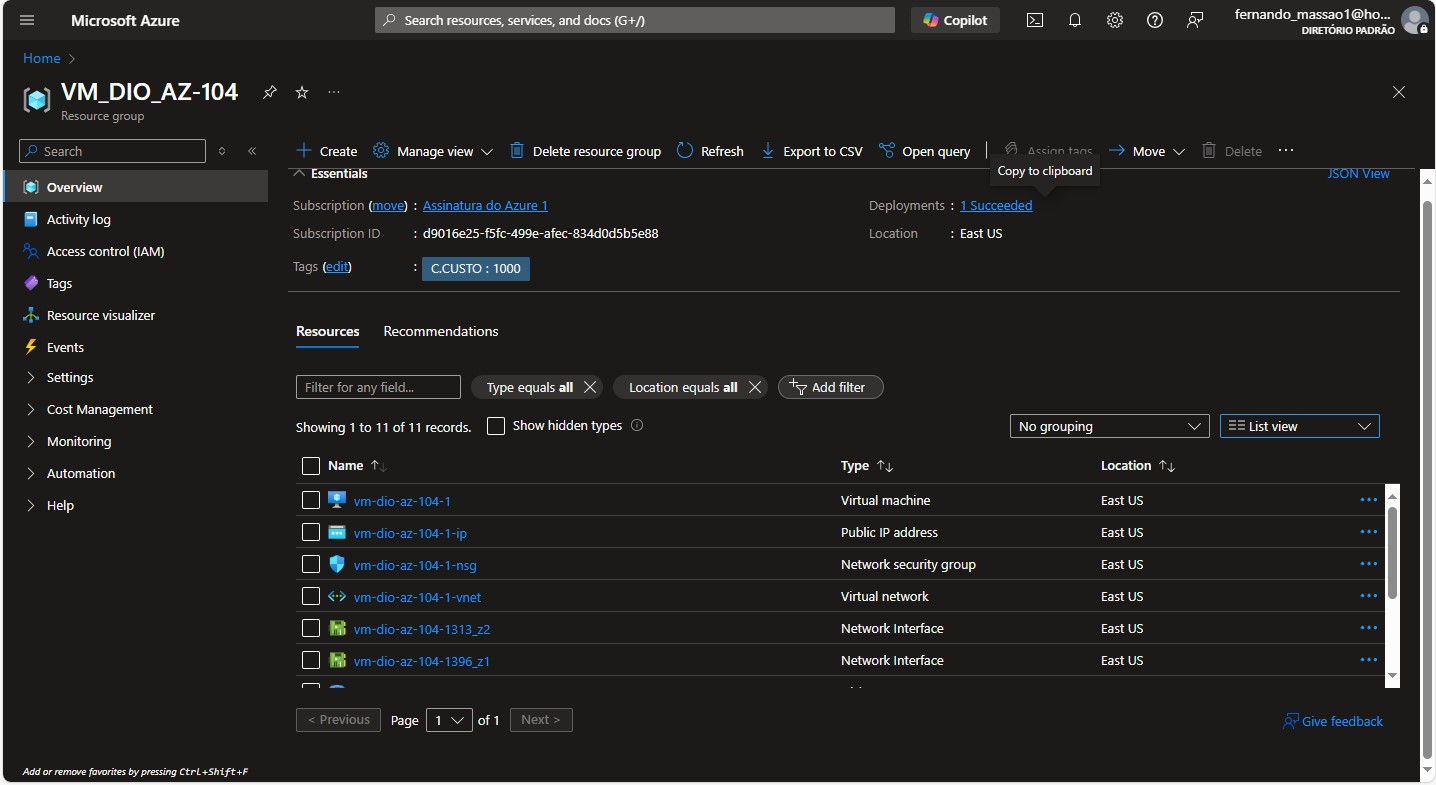 Microsoft Azure
Search resources, services, and docs (G+/)
Copilot
fernando_massao1@ho...
DIRETÓRIO PADRÃO
Home
VM_DIO_AZ-104
Resource group
Search
Create
Manage view
Delete resource group
Refresh
Export to CSV
Open query
Assign tags
Move
Delete
Copy to clipboard
Overview
Activity log
Access control (IAM)
Tags
Resource visualizer
Events
Settings
Cost Management
Monitoring
Automation
Help
Essentials
JSON View
Subscription (move) : Assinatura do Azure 1
Deployments : 1 Succeeded
Subscription ID : d9016e25-f5fc-499e-afec-834d0d5b5e88
Location : East US
Tags (edit) : C.CUSTO : 1000
Resources Recommendations
Filter for any field...
Type equals all
Location equals all
Add filter
Showing 1 to 11 of 11 records.
Show hidden types
No grouping
List view
Name Type Location
vm-dio-az-104-1 Virtual machine East US
vm-dio-az-104-1-ip Public IP address East US
vm-dio-az-104-1-nsg Network security group East US
vm-dio-az-104-1-vnet Virtual network East US
vm-dio-az-104-1313_z2 Network Interface East US
vm-dio-az-104-1396_z1 Network Interface East US
< Previous Page 1 of 1 Next >
Give feedback
Add or remove favorites by pressing Ctrl+Shift+F